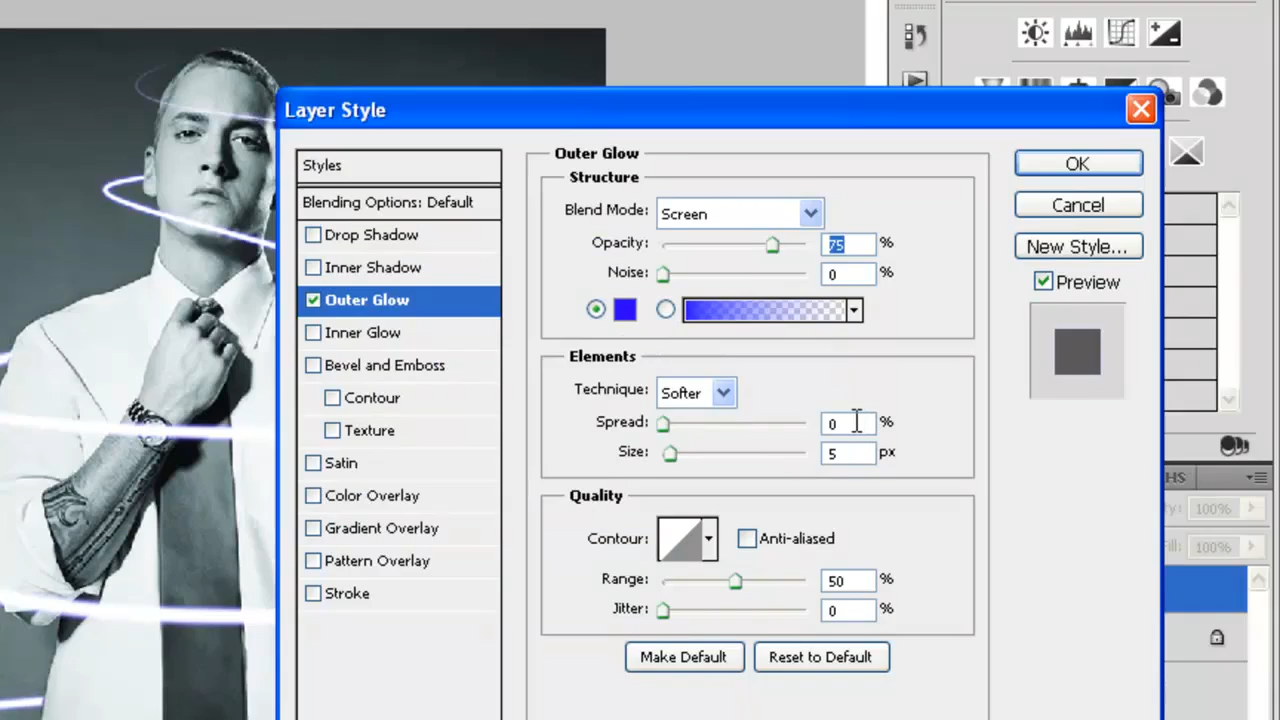 Layer Style
Styles
Blending Options: Default
Drop Shadow
Inner Shadow
Outer Glow
Inner Glow
Bevel and Emboss
Contour
Texture
Satin
Color Overlay
Gradient Overlay
Pattern Overlay
Stroke
Outer Glow
Structure
Blend Mode: Screen
Opacity: 75 %
Noise: 0 %
Elements
Technique: Softer
Spread: 0 %
Size: 5 px
Quality
Contour: Anti-aliased
Range: 50 %
Jitter: 0 %
Make Default Reset to Default
OK
Cancel
New Style...
Preview
HS
100%
100%